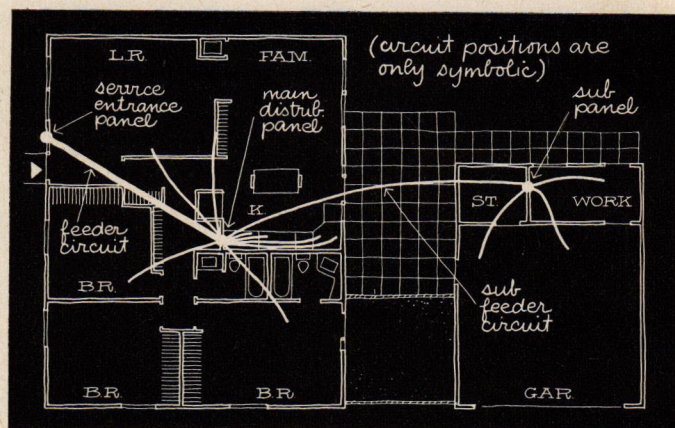 L.R.
FAM.
(circuit positions are
only symbolic)
service
entrance
panel
main
distrib.
panel
sub
panel
K.
ST.
WORK
feeder
circuit
B.R.
sub
feeder
circuit
B.R.
B.R.
GAR.